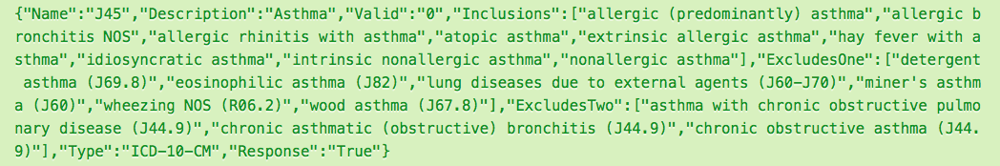 {"Name":"J45","Description":"Asthma","Valid":"0","Inclusions":["allergic (predominantly) asthma","allergic b
ronchitis NOS","allergic rhinitis with asthma","atopic asthma","extrinsic allergic asthma","hay fever with a
sthma","idiosyncratic asthma","intrinsic nonallergic asthma","nonallergic asthma"],"ExcludesOne":["detergent
 asthma (J69.8)","eosinophilic asthma (J82)","lung diseases due to external agents (J60-J70)","miner's asthm
a (J60)","wheezing NOS (R06.2)","wood asthma (J67.8)"],"ExcludesTwo":["asthma with chronic obstructive pulmo
nary disease (J44.9)","chronic asthmatic (obstructive) bronchitis (J44.9)","chronic obstructive asthma (J44.
9)"],"Type":"ICD-10-CM","Response":"True"}